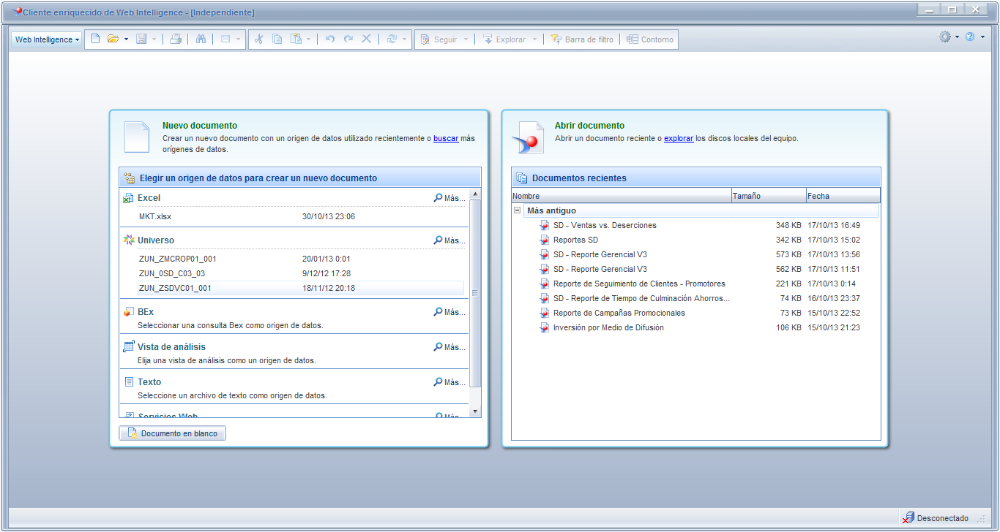 Cliente enriquecido de Web Intelligence - [Independiente]
Web Intelligence Seguir Explorar Barra de filtro Contorno
Nuevo documento
Crear un nuevo documento con un origen de datos utilizado recientemente o buscar más
orígenes de datos.
Elegir un origen de datos para crear un nuevo documento
Excel Más...
MKT.xlsx 30/10/13 23:06
Universo Más...
ZUN_ZMCROP01_001 20/01/13 0:01
ZUN_0SD_C03_03 9/12/12 17:28
ZUN_ZSDVC01_001 18/11/12 20:18
BEx Más...
Seleccionar una consulta Bex como origen de datos.
Vista de análisis Más...
Elija una vista de análisis como un origen de datos.
Texto Más...
Seleccione un archivo de texto como origen de datos.
Servicios Web Más...
Documento en blanco
Abrir documento
Abrir un documento reciente o explorar los discos locales del equipo.
Documentos recientes
Nombre Tamaño Fecha
Más antiguo
SD - Ventas vs. Deserciones 348 KB 17/10/13 16:49
Reportes SD 342 KB 17/10/13 15:02
SD - Reporte Gerencial V3 573 KB 17/10/13 13:56
SD - Reporte Gerencial V3 562 KB 17/10/13 11:51
Reporte de Seguimiento de Clientes - Promotores 221 KB 17/10/13 0:14
SD - Reporte de Tiempo de Culminación Ahorros... 74 KB 16/10/13 23:37
Reporte de Campañas Promocionales 73 KB 15/10/13 22:52
Inversión por Medio de Difusión 106 KB 15/10/13 21:23
Desconectado